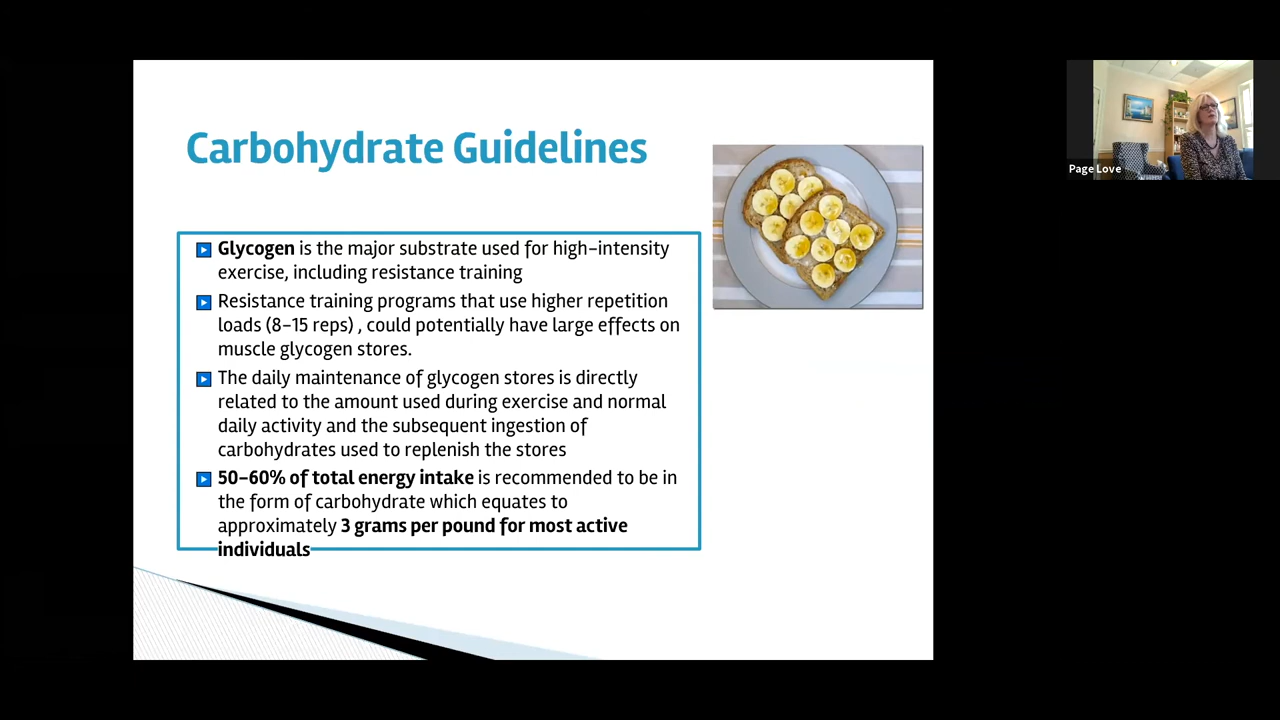 Carbohydrate Guidelines
Glycogen is the major substrate used for high-intensity
exercise, including resistance training
Resistance training programs that use higher repetition
loads (8-15 reps) , could potentially have large effects on
muscle glycogen stores.
The daily maintenance of glycogen stores is directly
related to the amount used during exercise and normal
daily activity and the subsequent ingestion of
carbohydrates used to replenish the stores
50-60% of total energy intake is recommended to be in
the form of carbohydrate which equates to
approximately 3 grams per pound for most active
individuals
Page Love